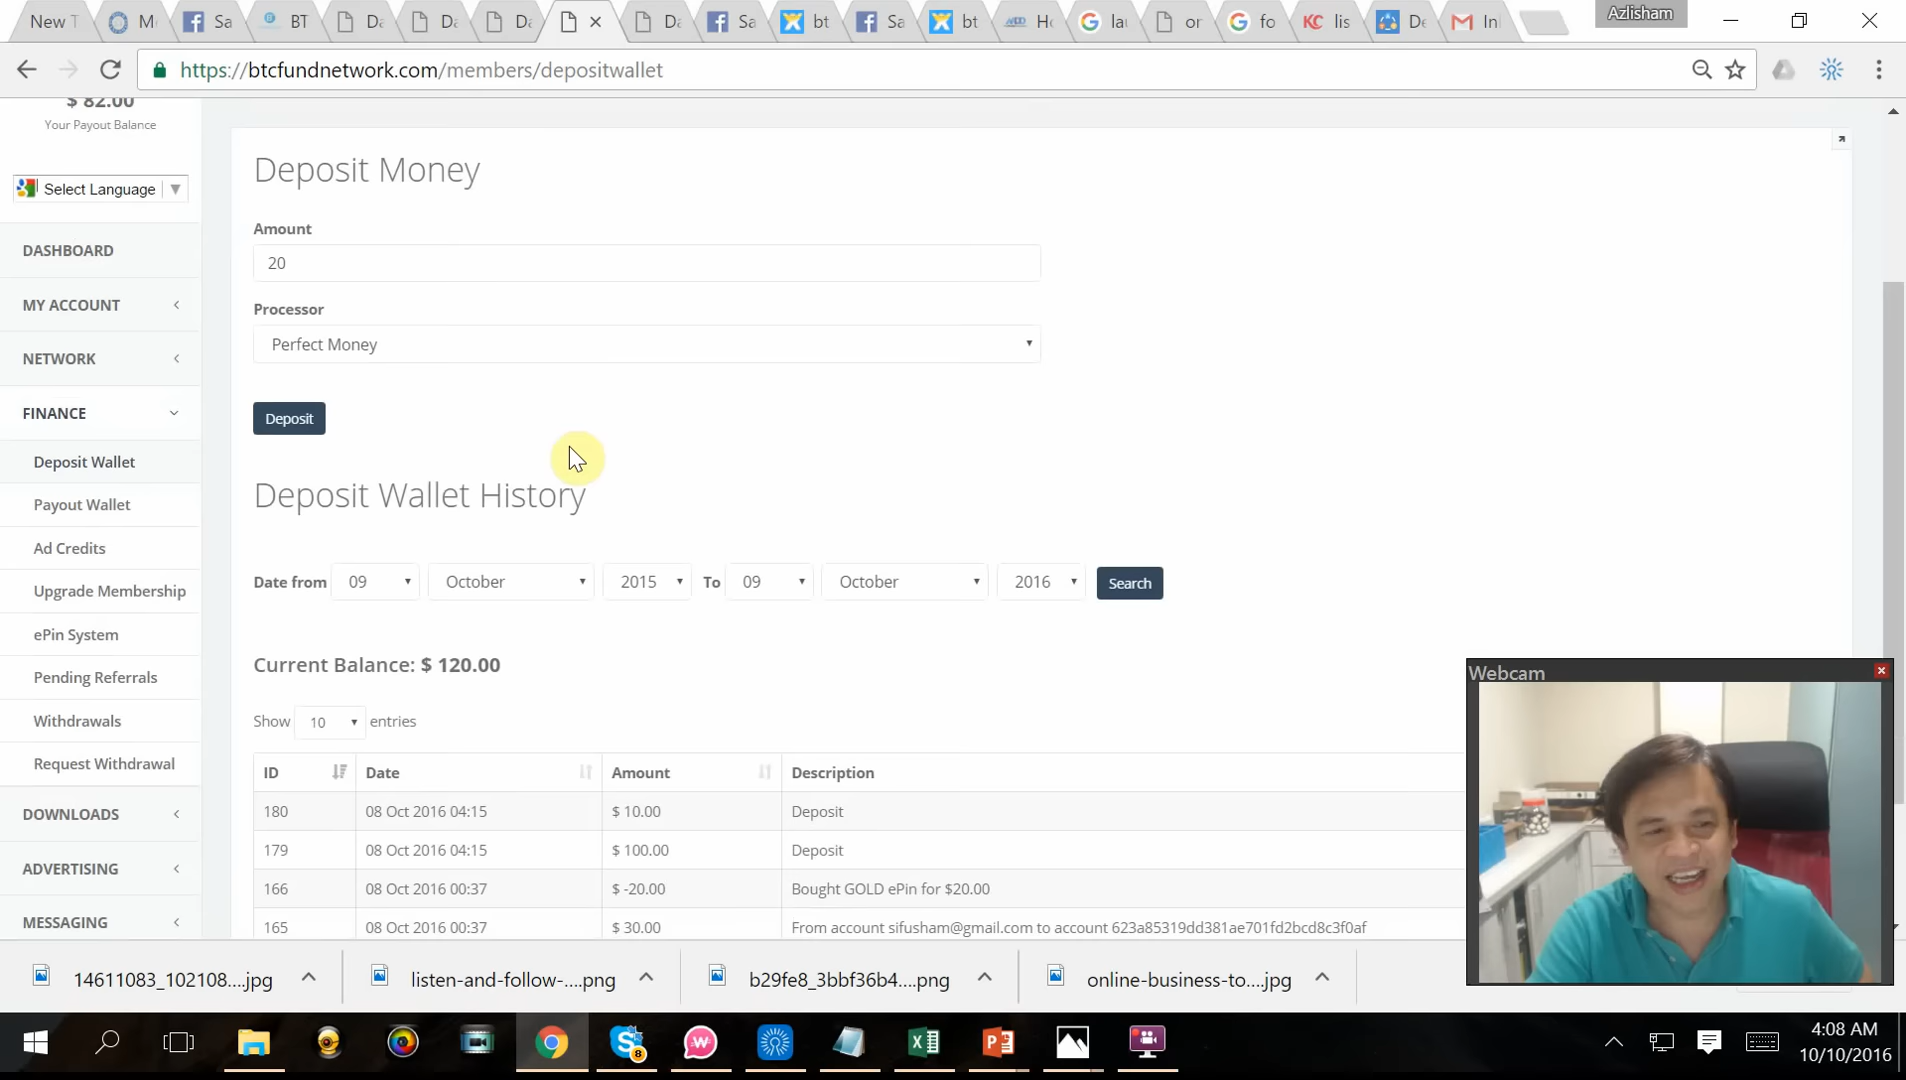 New T
M
Sa
BT
Da
Da
Da
Da
Sa
bt
Sa
bt
Ho
lau
or
fo
lis
De
Azlisham
https://btcfundnetwork.com/members/depositwallet
$ 82.00
Your Payout Balance
Select Language
DASHBOARD
MY ACCOUNT
NETWORK
FINANCE
Deposit Wallet
Payout Wallet
Ad Credits
Upgrade Membership
ePin System
Pending Referrals
Withdrawals
Request Withdrawal
DOWNLOADS
ADVERTISING
MESSAGING
Deposit Money
Amount
20
Processor
Perfect Money
Deposit
Deposit Wallet History
Date from 09 October 2015 To 09 October 2016 Search
Current Balance: $ 120.00
Show 10 entries
ID Date Amount Description
180 08 Oct 2016 04:15 $ 10.00 Deposit
179 08 Oct 2016 04:15 $ 100.00 Deposit
166 08 Oct 2016 00:37 $ -20.00 Bought GOLD ePin for $20.00
165 08 Oct 2016 00:37 $ 30.00 From account sifusham@gmail.com to account 623a85319dd381ae701fd2bcd8c3f0af
Webcam
14611083_102108....jpg
listen-and-follow-....png
b29fe8_3bbf36b4....png
online-business-to....jpg
8
4:08 AM
10/10/2016